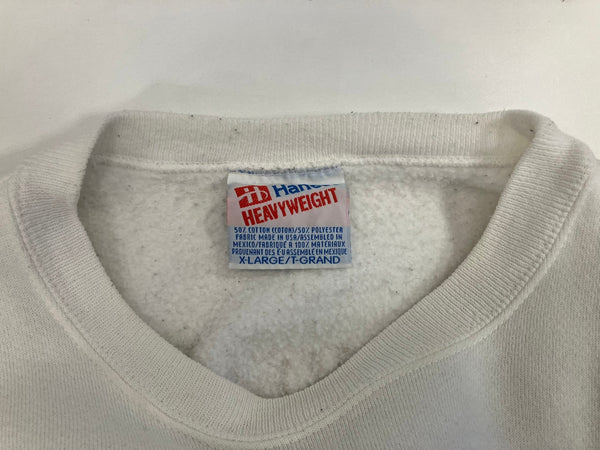 Hanes
HEAVYWEIGHT
50% COTTON (COTON)/50% POLYESTER
FABRIC MADE IN USA/ASSEMBLED IN
MEXICO/FABRIQUÉ A 100% MATERIAUX
PROVENANT DES E·U ASSEMBLÉ EN MEXIQUE
X-LARGE/T-GRAND